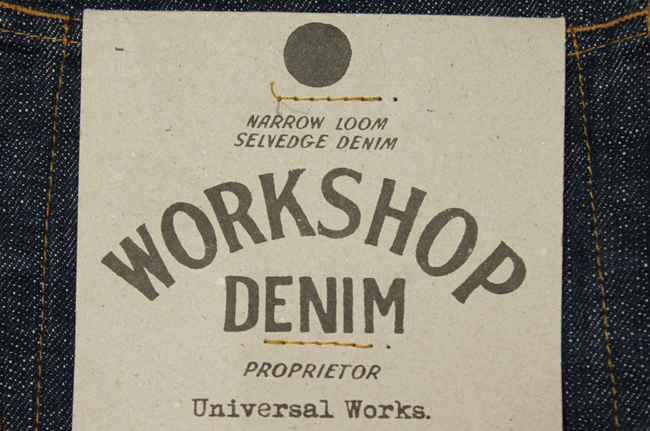 NARROW LOOM
SELVEDGE DENIM
WORKSHOP
DENIM
PROPRIETOR
Universal Works.